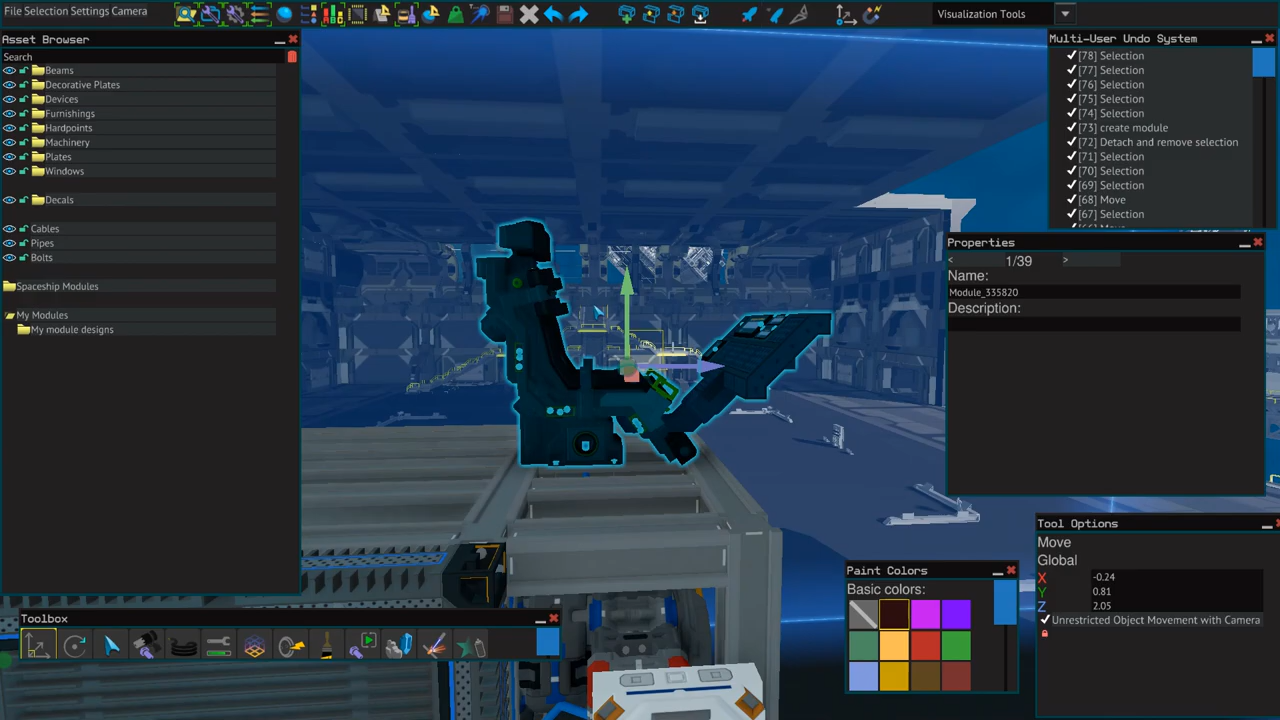 File Selection Settings Camera
Visualization Tools
Asset Browser
Search
Beams
Decorative Plates
Devices
Furnishings
Hardpoints
Machinery
Plates
Windows
Decals
Cables
Pipes
Bolts
Spaceship Modules
My Modules
My module designs
Multi-User Undo System
[78] Selection
[77] Selection
[76] Selection
[75] Selection
[74] Selection
[73] create module
[72] Detach and remove selection
[71] Selection
[70] Selection
[69] Selection
[68] Move
[67] Selection
Properties
< 1/39 >
Name:
Module_335820
Description:
Tool Options
Move
Global
X -0.24
Y 0.81
Z 2.05
Unrestricted Object Movement with Camera
Paint Colors
Basic colors:
Toolbox